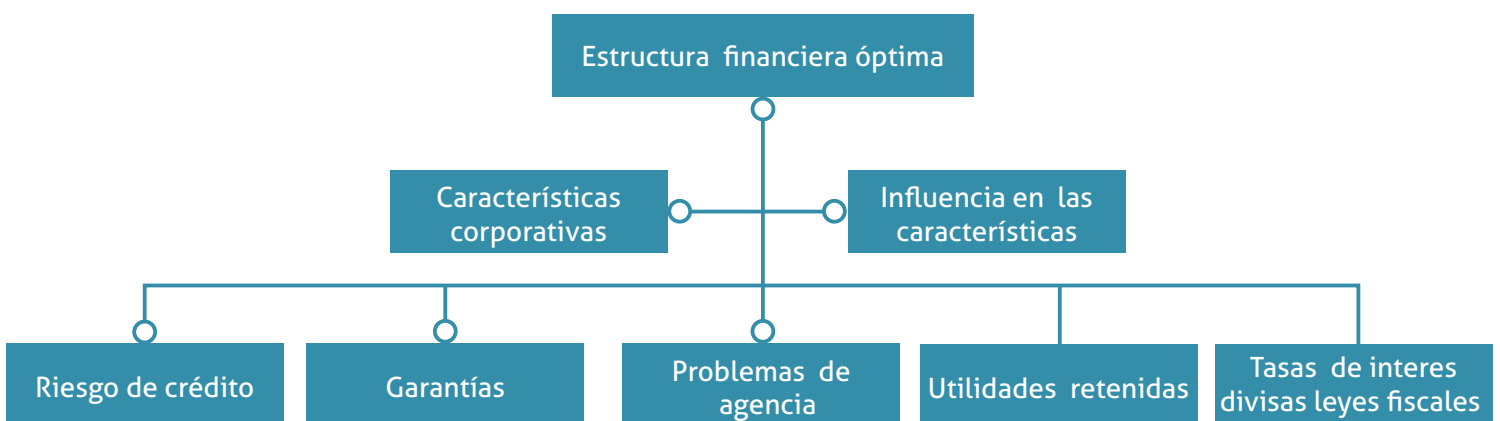 Estructura financiera óptima
Características
corporativas
Influencia en las
características
Riesgo de crédito
Garantías
Problemas de
agencia
Utilidades retenidas
Tasas de interes
divisas leyes fiscales